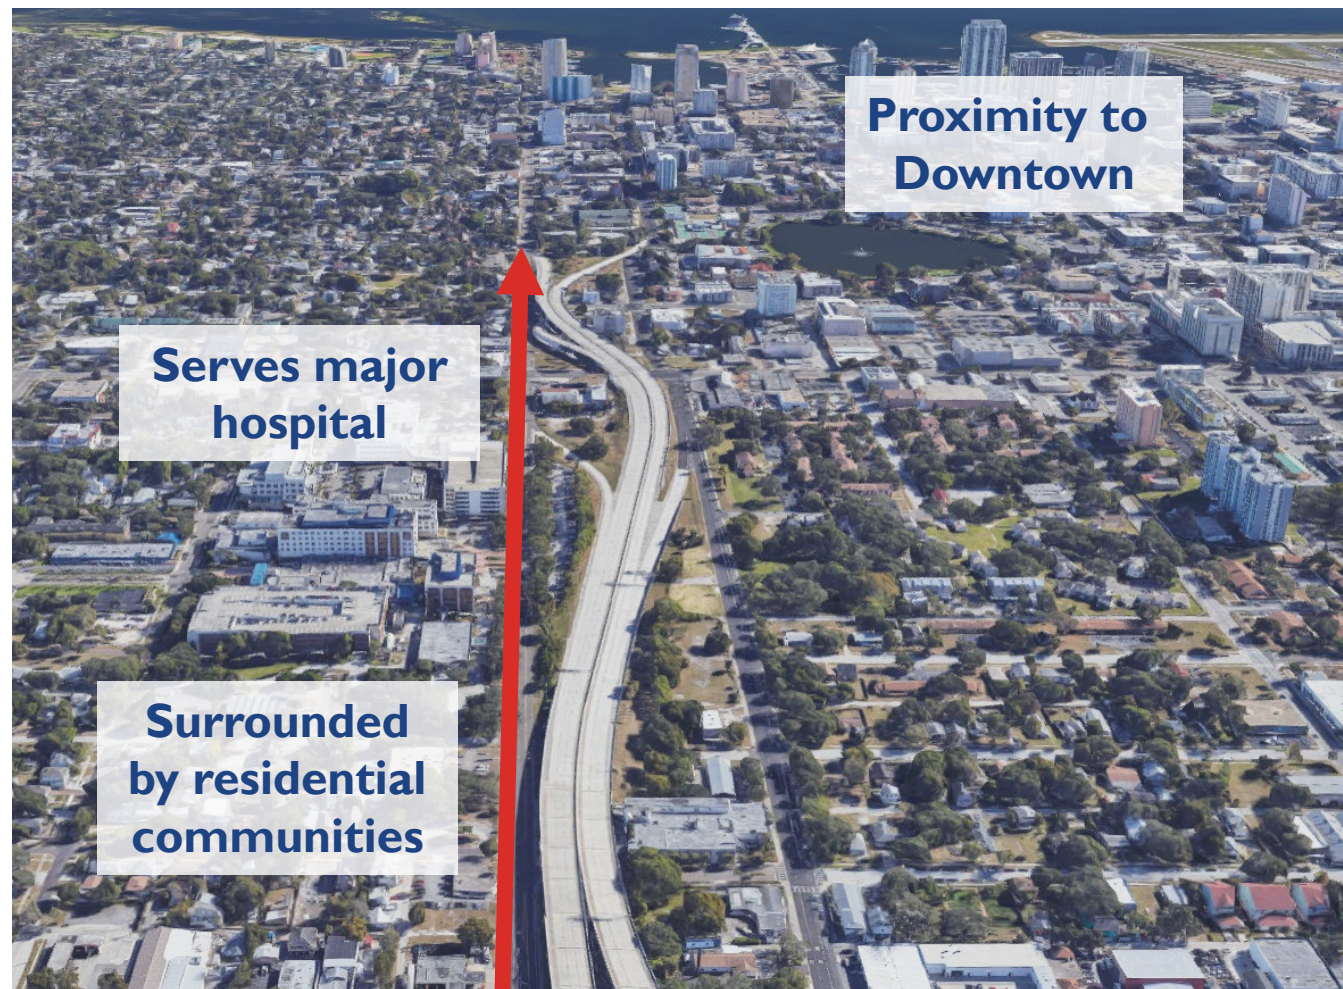 Proximity to
Downtown
Serves major
hospital
Surrounded
by residential
communities